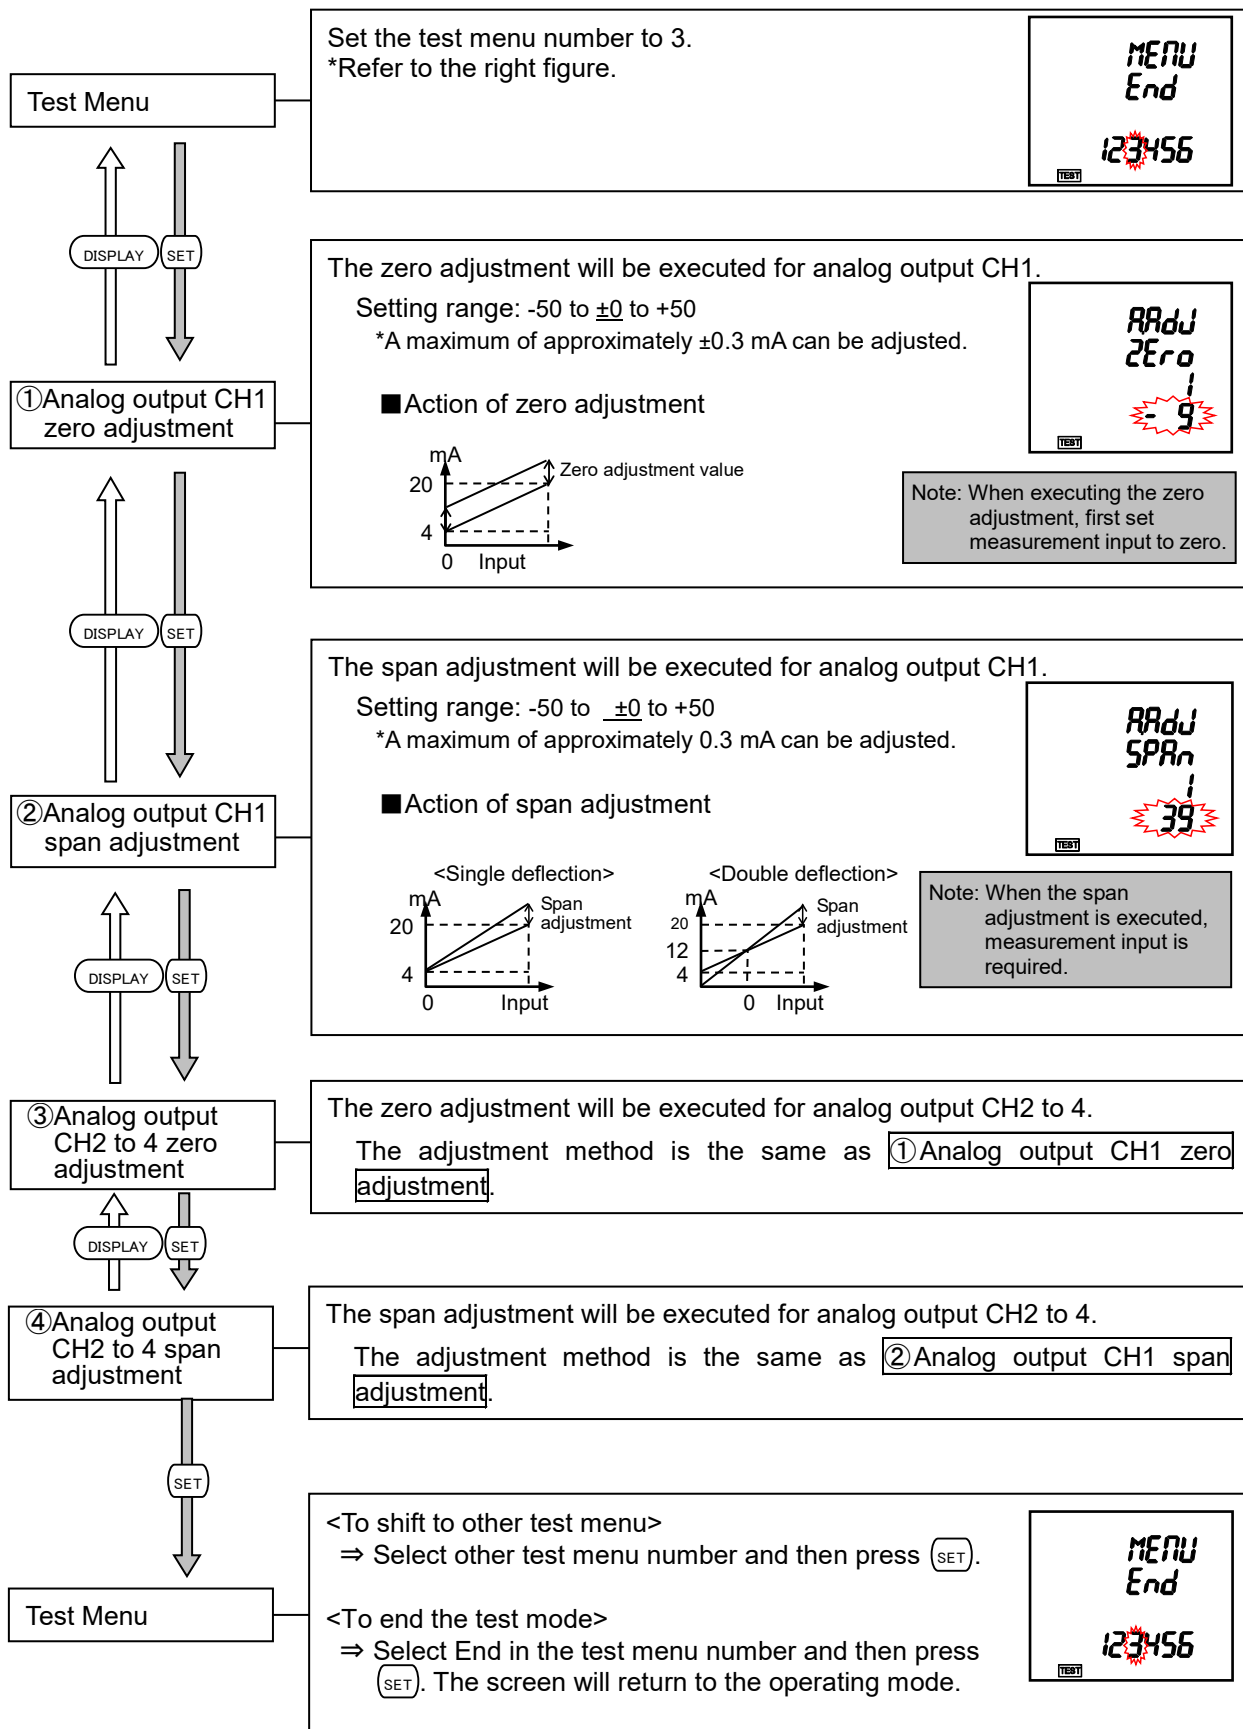 Set the test menu number to 3.
*Refer to the right figure.
MENU
End
123456
TEST
Test Menu
DISPLAY
SET
The zero adjustment will be executed for analog output CH1.
Setting range: -50 to ±0 to +50
*A maximum of approximately ±0.3 mA can be adjusted.
AAdJ
ZEro
1
- 9
TEST
①Analog output CH1
zero adjustment
■Action of zero adjustment
mA
20
Zero adjustment value
4
0 Input
Note: When executing the zero
adjustment, first set
measurement input to zero.
DISPLAY
SET
The span adjustment will be executed for analog output CH1.
Setting range: -50 to ±0 to +50
*A maximum of approximately 0.3 mA can be adjusted.
AAdJ
SPAn
1
39
TEST
②Analog output CH1
span adjustment
■Action of span adjustment
<Single deflection>
mA
20
Span
adjustment
4
0 Input
<Double deflection>
mA
20
Span
adjustment
12
4
0 Input
Note: When the span
adjustment is executed,
measurement input is
required.
DISPLAY
SET
③Analog output
CH2 to 4 zero
adjustment
The zero adjustment will be executed for analog output CH2 to 4.
The adjustment method is the same as ①Analog output CH1 zero
adjustment.
DISPLAY
SET
④Analog output
CH2 to 4 span
adjustment
The span adjustment will be executed for analog output CH2 to 4.
The adjustment method is the same as ②Analog output CH1 span
adjustment.
SET
Test Menu
<To shift to other test menu>
⇒ Select other test menu number and then press SET.
<To end the test mode>
⇒ Select End in the test menu number and then press
SET. The screen will return to the operating mode.
MENU
End
123456
TEST